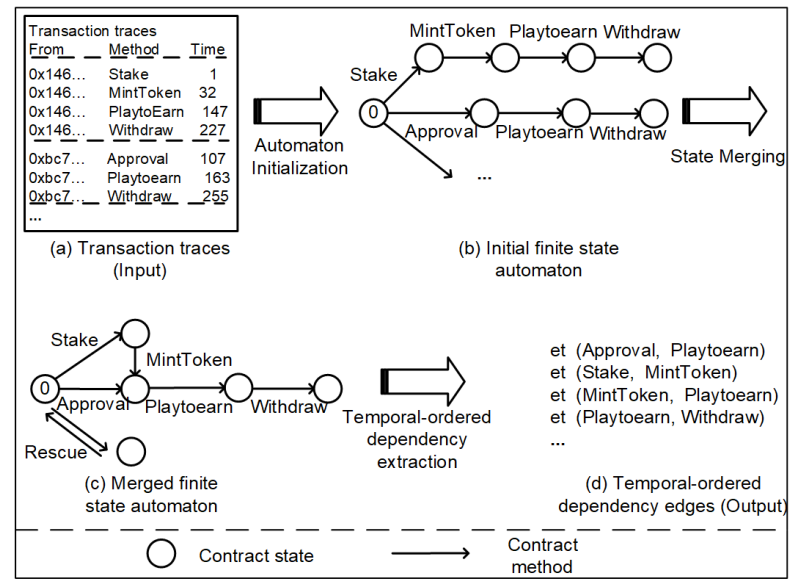 Transaction traces
From Method Time
0x146... Stake 1
0x146... MintToken 32
0x146... PlaytoEarn 147
0x146... Withdraw 227
0xbc7... Approval 107
0xbc7... Playtoearn 163
0xbc7... Withdraw 255
...
(a) Transaction traces
(Input)
Automaton
Initialization
MintToken Playtoearn Withdraw
Stake
0
Approval Playtoearn Withdraw
...
(b) Initial finite state
automaton
State Merging
Stake
MintToken
0
Approval Playtoearn Withdraw
Rescue
(c) Merged finite
state automaton
Temporal-ordered
dependency
extraction
et (Approval, Playtoearn)
et (Stake, MintToken)
et (MintToken, Playtoearn)
et (Playtoearn, Withdraw)
...
(d) Temporal-ordered
dependency edges (Output)
Contract state
Contract
method